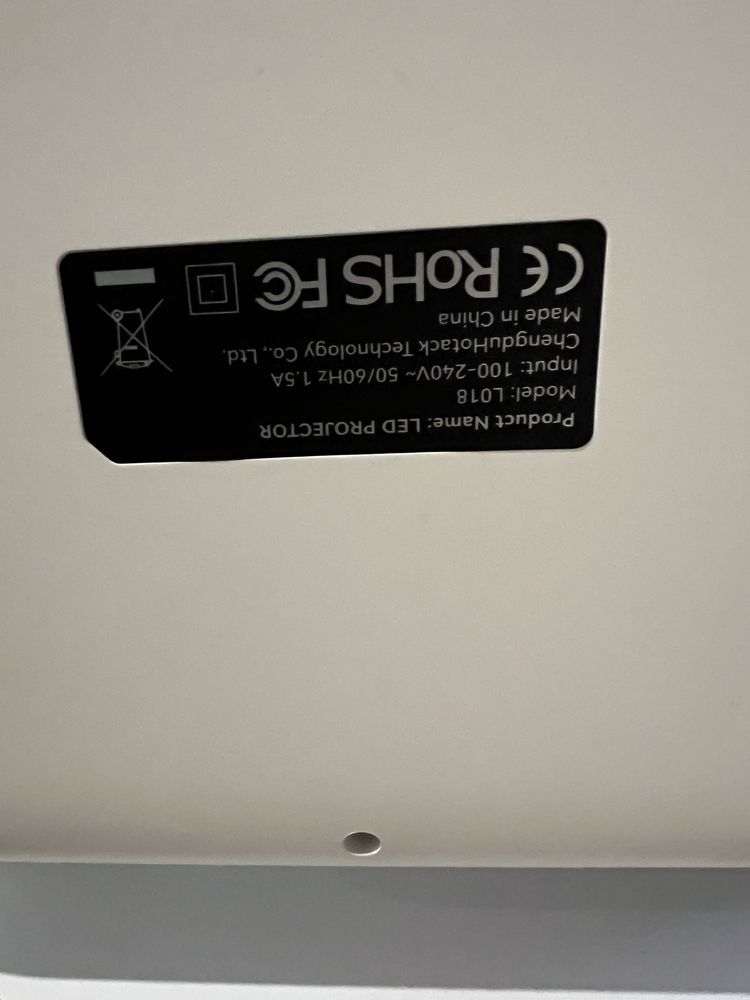 Product Name: LED PROJECTOR
Model: L018
Input: 100-240V~ 50/60Hz 1.5A
ChengduHotack Technology Co., Ltd.
Made in China
CE RoHS FC